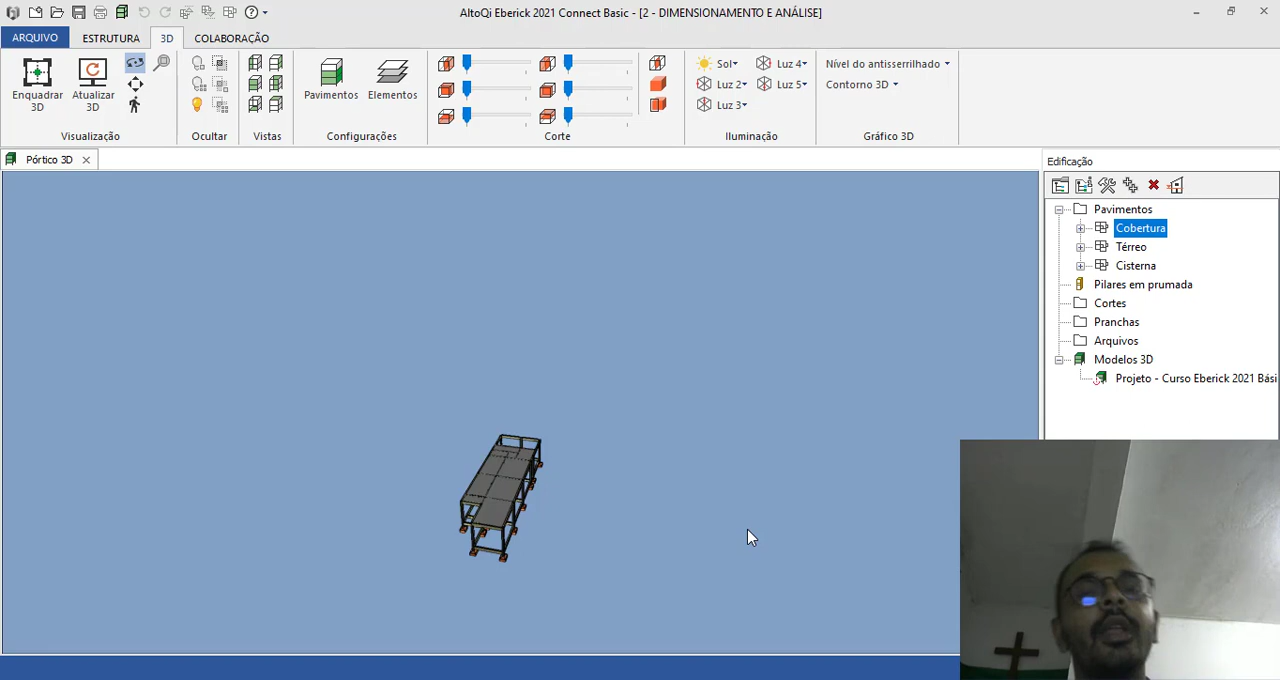 AltoQi Eberick 2021 Connect Basic - [2 - DIMENSIONAMENTO E ANÁLISE]
ARQUIVO ESTRUTURA 3D COLABORAÇÃO
Enquadrar 3D
Atualizar 3D
Visualização
Ocultar
Vistas
Pavimentos
Elementos
Configurações
Corte
Sol
Luz 2
Luz 3
Luz 4
Luz 5
Iluminação
Nível do antisserrilhado
Contorno 3D
Gráfico 3D
Pórtico 3D
Edificação
Pavimentos
Cobertura
Térreo
Cisterna
Pilares em prumada
Cortes
Pranchas
Arquivos
Modelos 3D
Projeto - Curso Eberick 2021 Bási